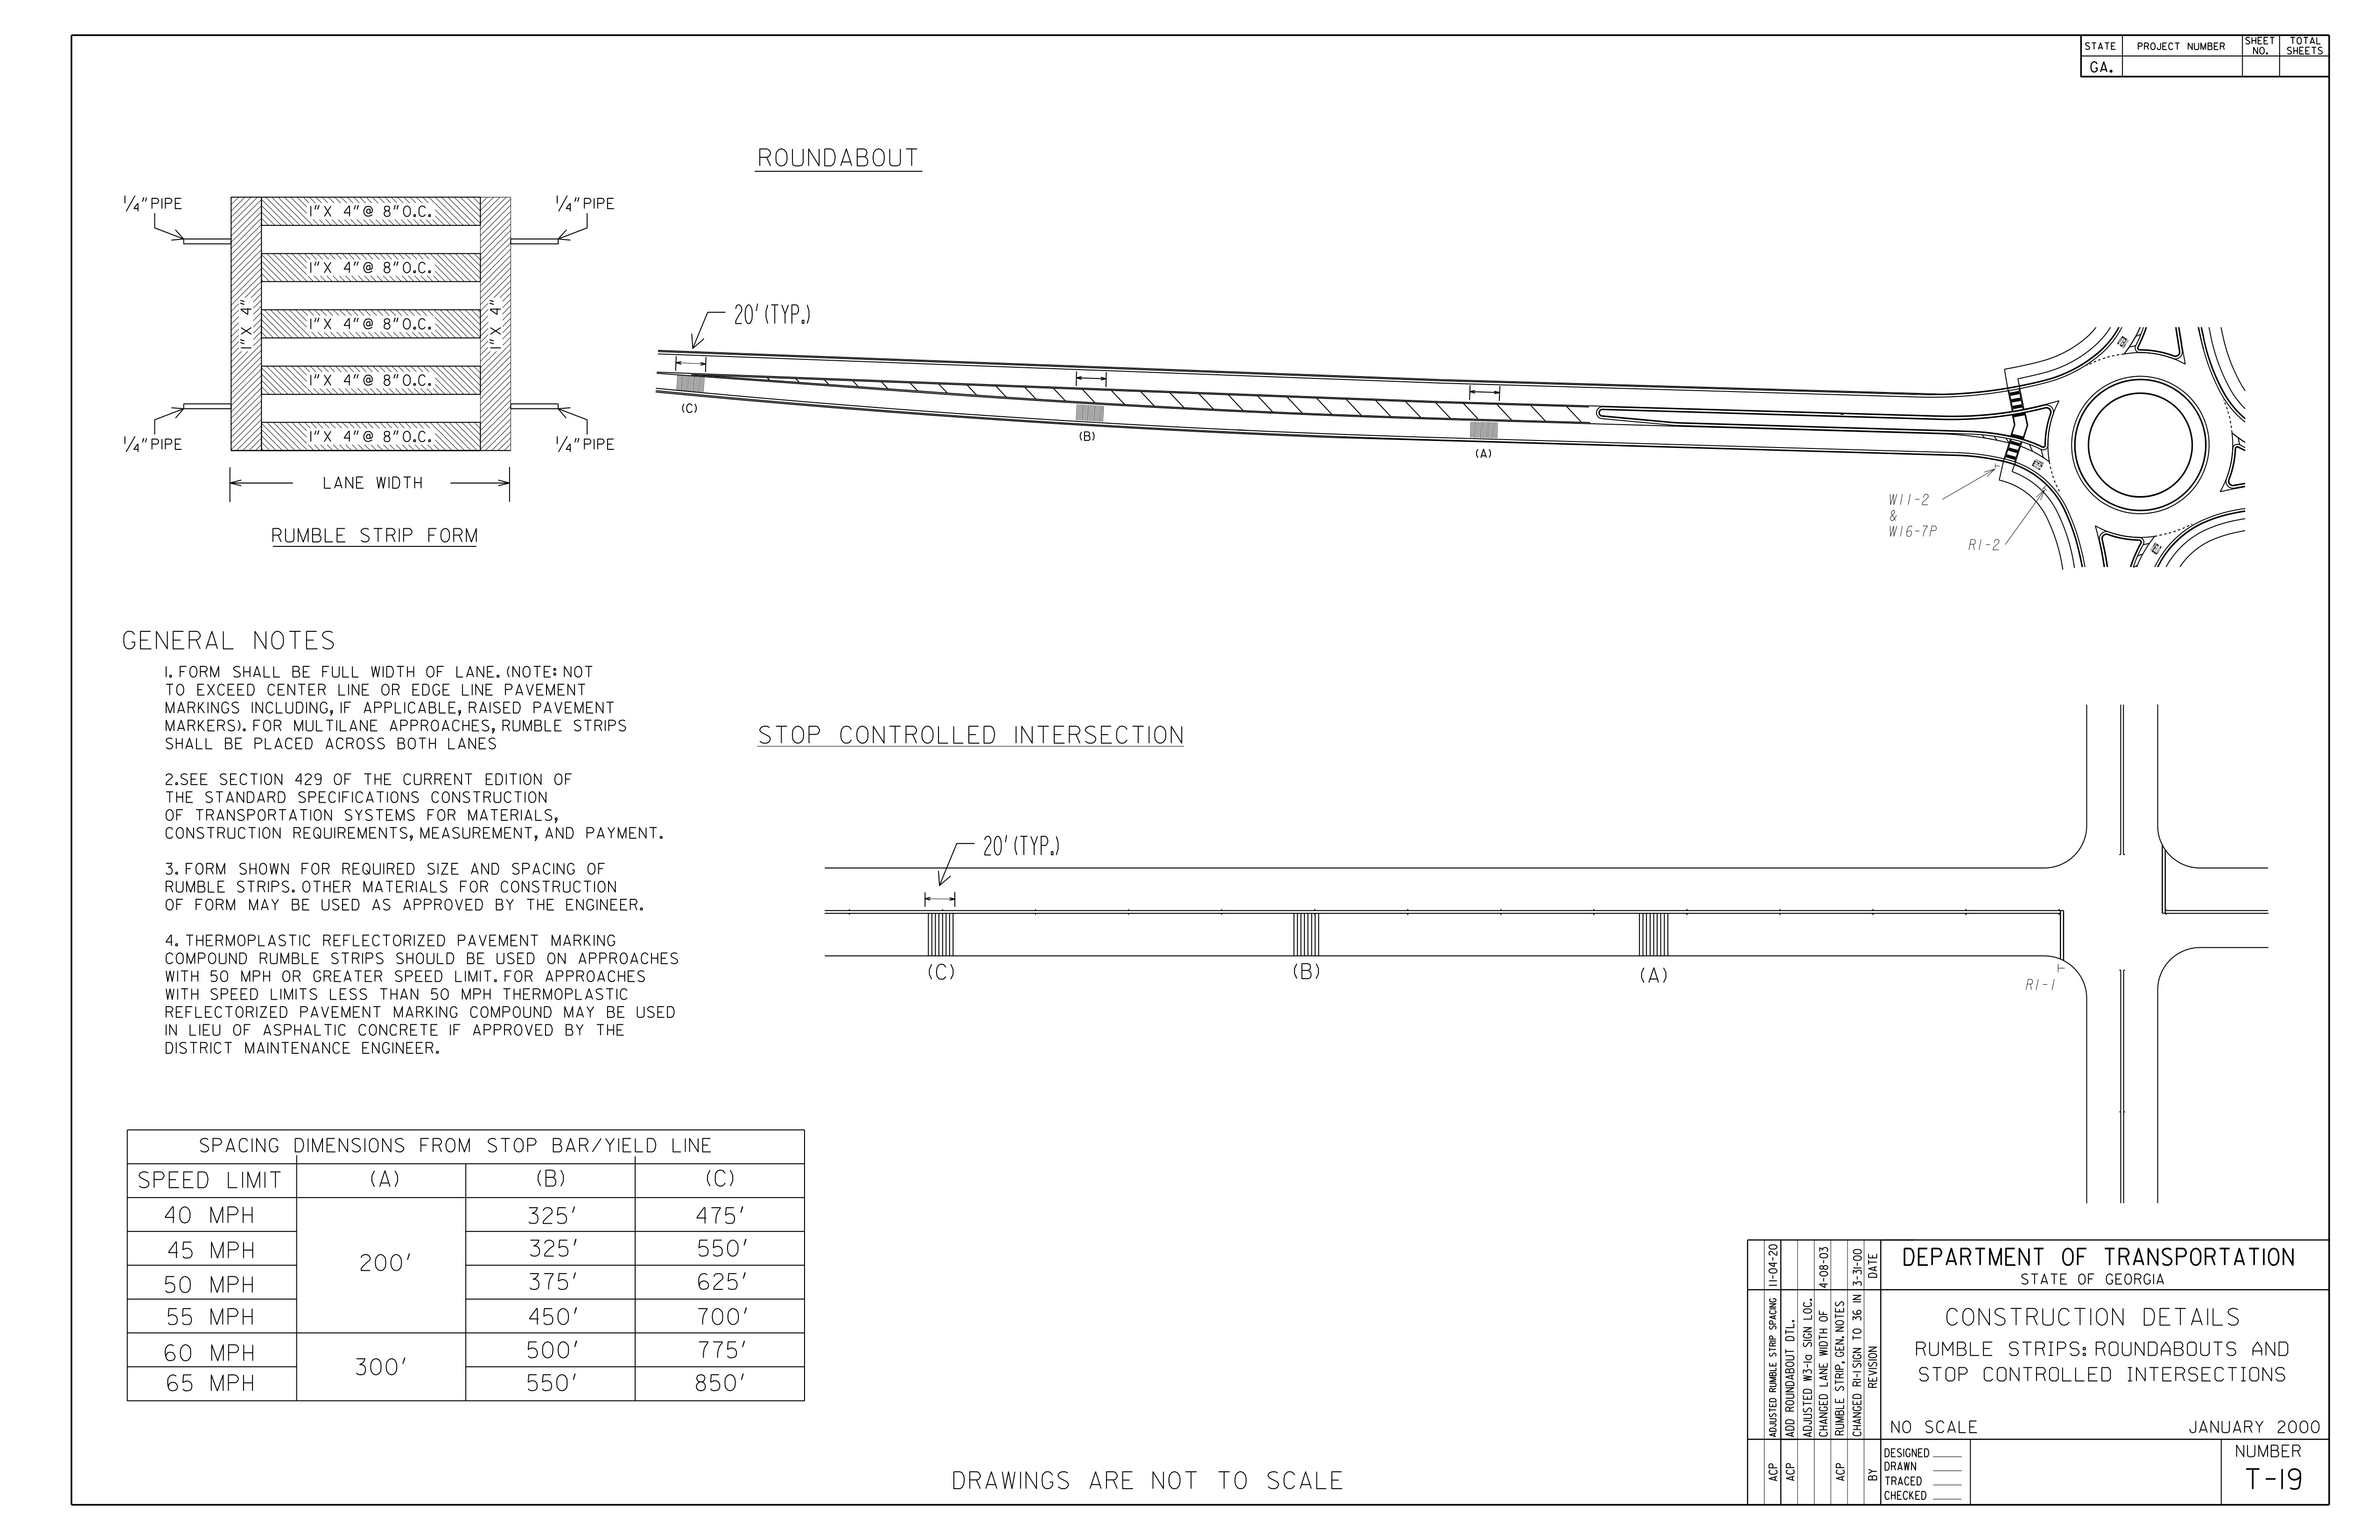 STATE PROJECT NUMBER SHEET NO. TOTAL SHEETS
GA.
ROUNDABOUT
1/4" PIPE
1/4" PIPE
1" X 4" @ 8" O.C.
1" X 4" @ 8" O.C.
1" X 4" @ 8" O.C.
1" X 4" @ 8" O.C.
1" X 4" @ 8" O.C.
1" X 4"
1" X 4"
1/4" PIPE
1/4" PIPE
LANE WIDTH
RUMBLE STRIP FORM
20' (TYP.)
(C)
(B)
(A)
W11-2
&
W16-7P
R1-2
GENERAL NOTES
1. FORM SHALL BE FULL WIDTH OF LANE. (NOTE: NOT
TO EXCEED CENTER LINE OR EDGE LINE PAVEMENT
MARKINGS INCLUDING, IF APPLICABLE, RAISED PAVEMENT
MARKERS). FOR MULTILANE APPROACHES, RUMBLE STRIPS
SHALL BE PLACED ACROSS BOTH LANES
2.SEE SECTION 429 OF THE CURRENT EDITION OF
THE STANDARD SPECIFICATIONS CONSTRUCTION
OF TRANSPORTATION SYSTEMS FOR MATERIALS,
CONSTRUCTION REQUIREMENTS, MEASUREMENT, AND PAYMENT.
3. FORM SHOWN FOR REQUIRED SIZE AND SPACING OF
RUMBLE STRIPS. OTHER MATERIALS FOR CONSTRUCTION
OF FORM MAY BE USED AS APPROVED BY THE ENGINEER.
4. THERMOPLASTIC REFLECTORIZED PAVEMENT MARKING
COMPOUND RUMBLE STRIPS SHOULD BE USED ON APPROACHES
WITH 50 MPH OR GREATER SPEED LIMIT. FOR APPROACHES
WITH SPEED LIMITS LESS THAN 50 MPH THERMOPLASTIC
REFLECTORIZED PAVEMENT MARKING COMPOUND MAY BE USED
IN LIEU OF ASPHALTIC CONCRETE IF APPROVED BY THE
DISTRICT MAINTENANCE ENGINEER.
STOP CONTROLLED INTERSECTION
20' (TYP.)
(C)
(B)
(A)
R1-1
SPACING DIMENSIONS FROM STOP BAR/YIELD LINE
SPEED LIMIT (A) (B) (C)
40 MPH 325' 475'
45 MPH 325' 550'
200'
50 MPH 375' 625'
55 MPH 450' 700'
60 MPH 500' 775'
300'
65 MPH 550' 850'
DRAWINGS ARE NOT TO SCALE
ACP ADJUSTED RUMBLE STRIP SPACING 11-04-20
ACP ADD ROUNDABOUT DTL.
ADJUSTED W3-1a SIGN LOC.
CHANGED LANE WIDTH OF 4-08-03
ACP RUMBLE STRIP, GEN. NOTES
CHANGED R1-1 SIGN TO 36 IN 3-31-00
BY REVISION DATE
DEPARTMENT OF TRANSPORTATION
STATE OF GEORGIA
CONSTRUCTION DETAILS
RUMBLE STRIPS: ROUNDABOUTS AND
STOP CONTROLLED INTERSECTIONS
NO SCALE JANUARY 2000
DESIGNED
DRAWN
TRACED
CHECKED
NUMBER
T-19